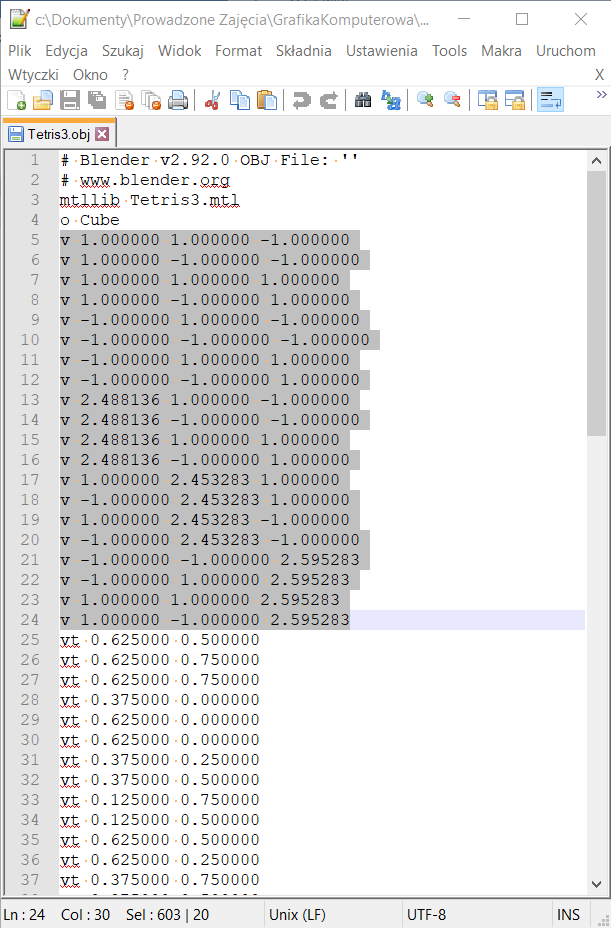 c:\Dokumenty\Prowadzone Zajęcia\GrafikaKomputerowa\...
Plik Edycja Szukaj Widok Format Składnia Ustawienia Tools Makra Uruchom
Wtyczki Okno ? X
Tetris3.obj
1 # Blender v2.92.0 OBJ File: ''
2 # www.blender.org
3 mtllib Tetris3.mtl
4 o Cube
5 v 1.000000 1.000000 -1.000000
6 v 1.000000 -1.000000 -1.000000
7 v 1.000000 1.000000 1.000000
8 v 1.000000 -1.000000 1.000000
9 v -1.000000 1.000000 -1.000000
10 v -1.000000 -1.000000 -1.000000
11 v -1.000000 1.000000 1.000000
12 v -1.000000 -1.000000 1.000000
13 v 2.488136 1.000000 -1.000000
14 v 2.488136 -1.000000 -1.000000
15 v 2.488136 1.000000 1.000000
16 v 2.488136 -1.000000 1.000000
17 v 1.000000 2.453283 1.000000
18 v -1.000000 2.453283 1.000000
19 v 1.000000 2.453283 -1.000000
20 v -1.000000 2.453283 -1.000000
21 v -1.000000 -1.000000 2.595283
22 v -1.000000 1.000000 2.595283
23 v 1.000000 1.000000 2.595283
24 v 1.000000 -1.000000 2.595283
25 vt 0.625000 0.500000
26 vt 0.625000 0.750000
27 vt 0.625000 0.750000
28 vt 0.375000 0.000000
29 vt 0.625000 0.000000
30 vt 0.625000 0.000000
31 vt 0.375000 0.250000
32 vt 0.375000 0.500000
33 vt 0.125000 0.750000
34 vt 0.125000 0.500000
35 vt 0.625000 0.500000
36 vt 0.625000 0.250000
37 vt 0.375000 0.750000
Ln : 24 Col : 30 Sel : 603 | 20 Unix (LF) UTF-8 INS